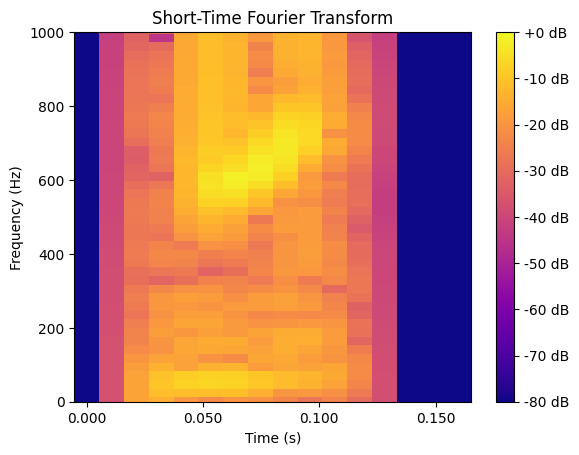 Short-Time Fourier Transform
1000
800
600
400
200
0
Frequency (Hz)
0.000
0.050
0.100
0.150
Time (s)
+0 dB
-10 dB
-20 dB
-30 dB
-40 dB
-50 dB
-60 dB
-70 dB
-80 dB